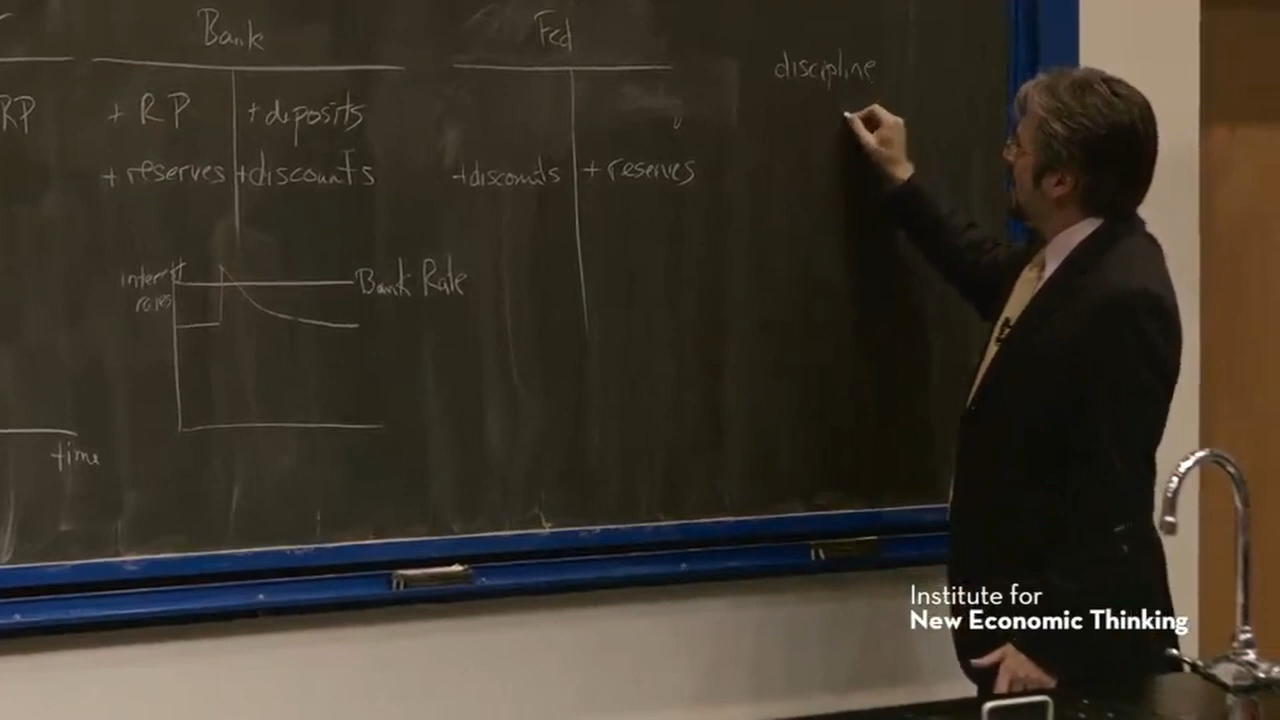 Bank
Fed
discipline
RP
+ RP
+deposits
+reserves
+discounts
+discounts
+ reserves
interest
rates
Bank Rate
time
Institute for
New Economic Thinking